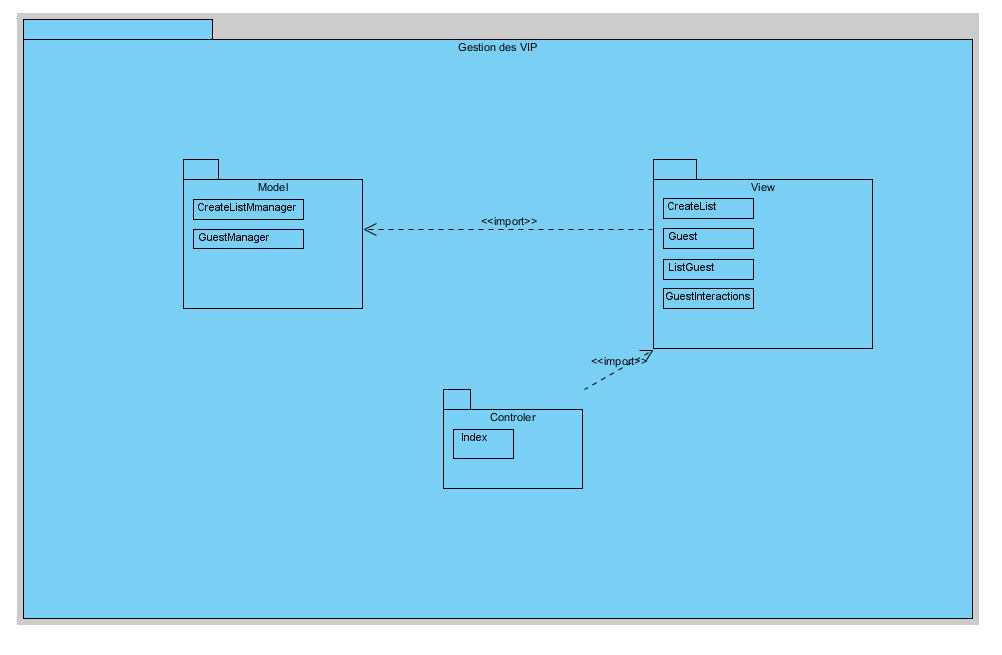 Gestion des VIP
Model
CreateListMmanager
GuestManager
<<import>>
View
CreateList
Guest
ListGuest
GuestInteractions
<<import>>
Controler
Index